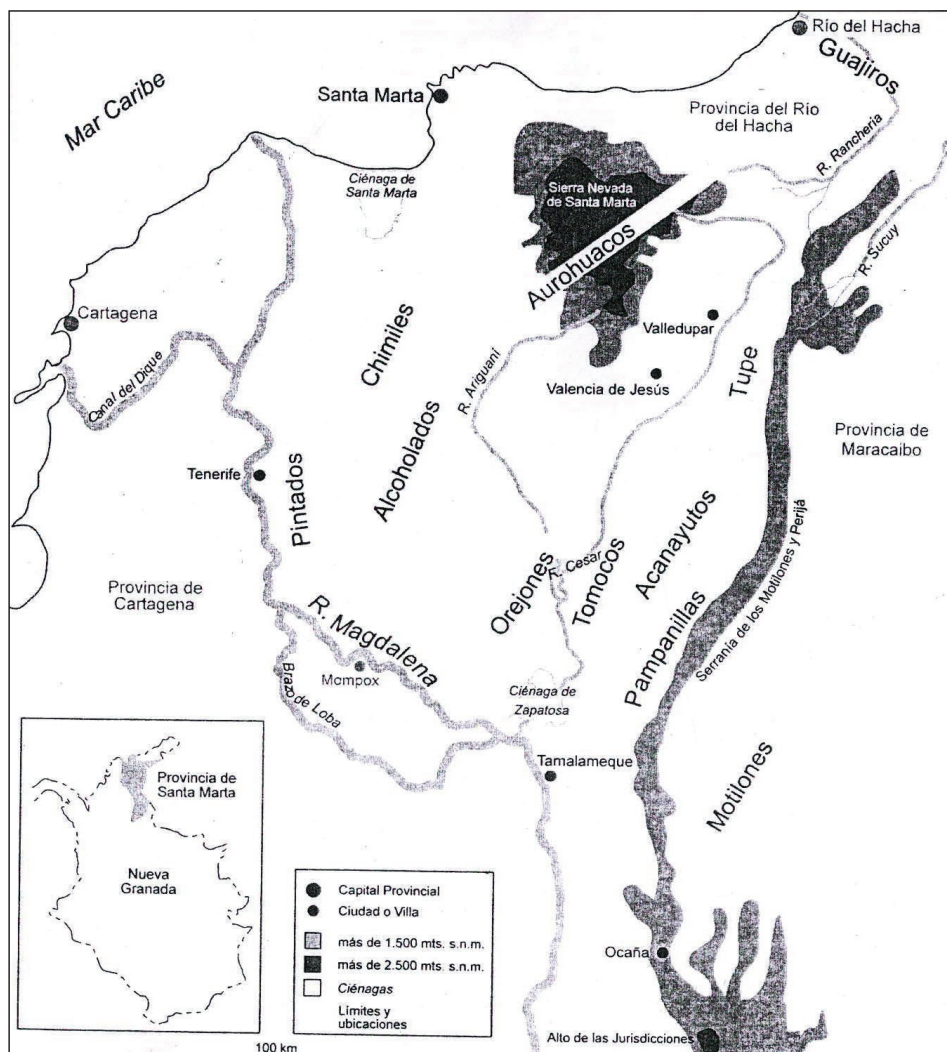 Río del Hacha
Guajiros
Mar Caribe
Santa Marta
Provincia del Río
del Hacha
R. Ranchería
Ciénaga de
Santa Marta
Sierra Nevada
de Santa Marta
Aurohuacos
R. Sucuy
Cartagena
Canal del Dique
Chimiles
Valledupar
R. Ariguaní
Valencia de Jesús
Tupe
Provincia de
Maracaibo
Tenerife
Pintados
Alcoholados
Orejones
R. Cesar
Tomocos
Acanayutos
Pampanillas
Serranía de los Motilones y Perijá
Provincia de
Cartagena
R. Magdalena
Mompox
Brazo de Loba
Ciénaga de
Zapatosa
Tamalameque
Motilones
Provincia de
Santa Marta
Nueva
Granada
Capital Provincial
Ciudad o Villa
más de 1.500 mts. s.n.m.
más de 2.500 mts. s.n.m.
Ciénagas
Límites y
ubicaciones
Ocaña
Alto de las Jurisdicciones
100 km